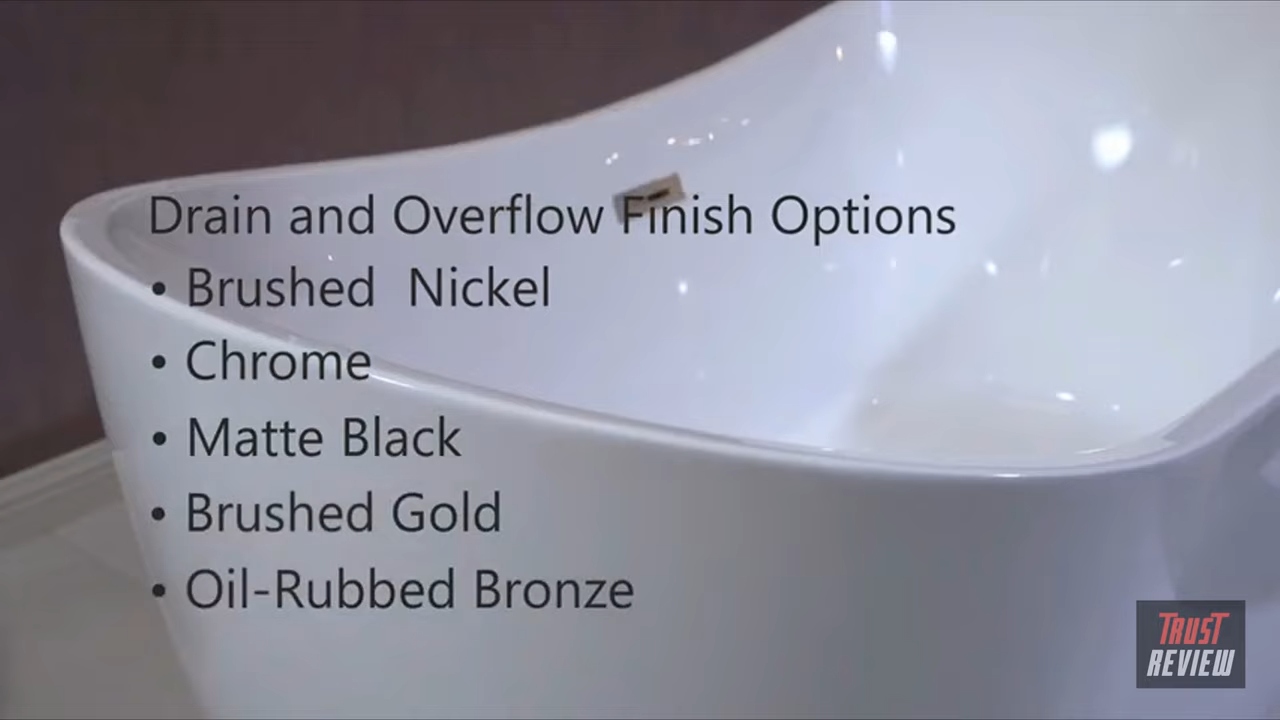 Drain and Overflow Finish Options
• Brushed Nickel
• Chrome
• Matte Black
• Brushed Gold
• Oil-Rubbed Bronze
TRUST
REVIEW